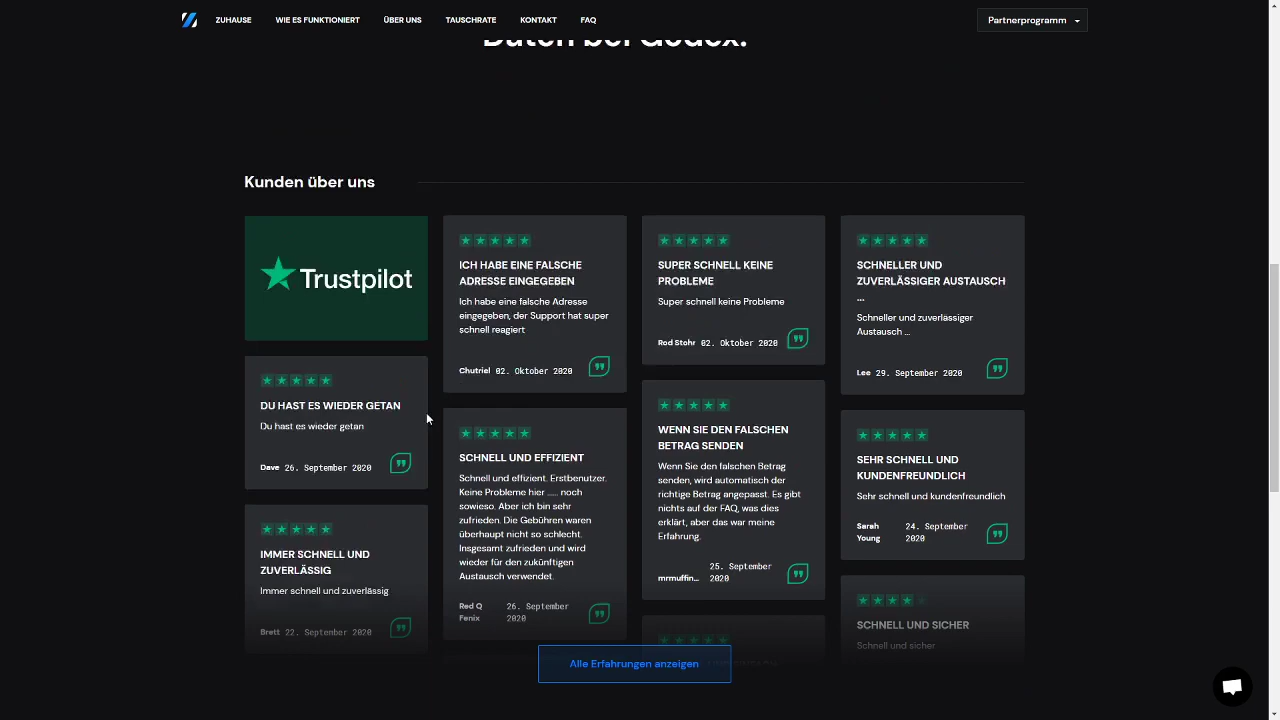 ZUHAUSE
WIE ES FUNKTIONIERT
ÜBER UNS
TAUSCHRATE
KONTAKT
FAQ
Partnerprogramm
Daten bei Godex.
Kunden über uns
Trustpilot
DU HAST ES WIEDER GETAN
Du hast es wieder getan
Dave 26. September 2020
IMMER SCHNELL UND
ZUVERLÄSSIG
Immer schnell und zuverlässig
Brett 22. September 2020
ICH HABE EINE FALSCHE
ADRESSE EINGEGEBEN
Ich habe eine falsche Adresse
eingegeben, der Support hat super
schnell reagiert
Chutriel 02. Oktober 2020
SCHNELL UND EFFIZIENT
Schnell und effizient. Erstbenutzer.
Keine Probleme hier ..... noch
sowieso. Aber ich bin sehr
zufrieden. Die Gebühren waren
überhaupt nicht so schlecht.
Insgesamt zufrieden und wird
wieder für den zukünftigen
Austausch verwendet.
Red Q 26. September
Fenix 2020
SUPER SCHNELL KEINE
PROBLEME
Super schnell keine Probleme
Rod Stohr 02. Oktober 2020
WENN SIE DEN FALSCHEN
BETRAG SENDEN
Wenn Sie den falschen Betrag
senden, wird automatisch der
richtige Betrag angepasst. Es gibt
nichts auf der FAQ, was dies
erklärt, aber das war meine
Erfahrung.
mrmuffin... 25. September
2020
SCHNELLER UND
ZUVERLÄSSIGER AUSTAUSCH
...
Schneller und zuverlässiger
Austausch ...
Lee 29. September 2020
SEHR SCHNELL UND
KUNDENFREUNDLICH
Sehr schnell und kundenfreundlich
Sarah 24. September
Young 2020
SCHNELL UND SICHER
Schnell und sicher
Alle Erfahrungen anzeigen